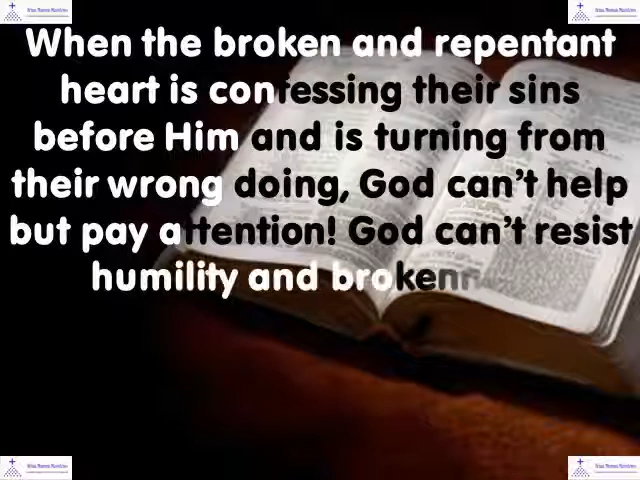 When the broken and repentant
heart is confessing their sins
before Him and is turning from
their wrong doing, God can't help
but pay attention! God can't resist
humility and broken